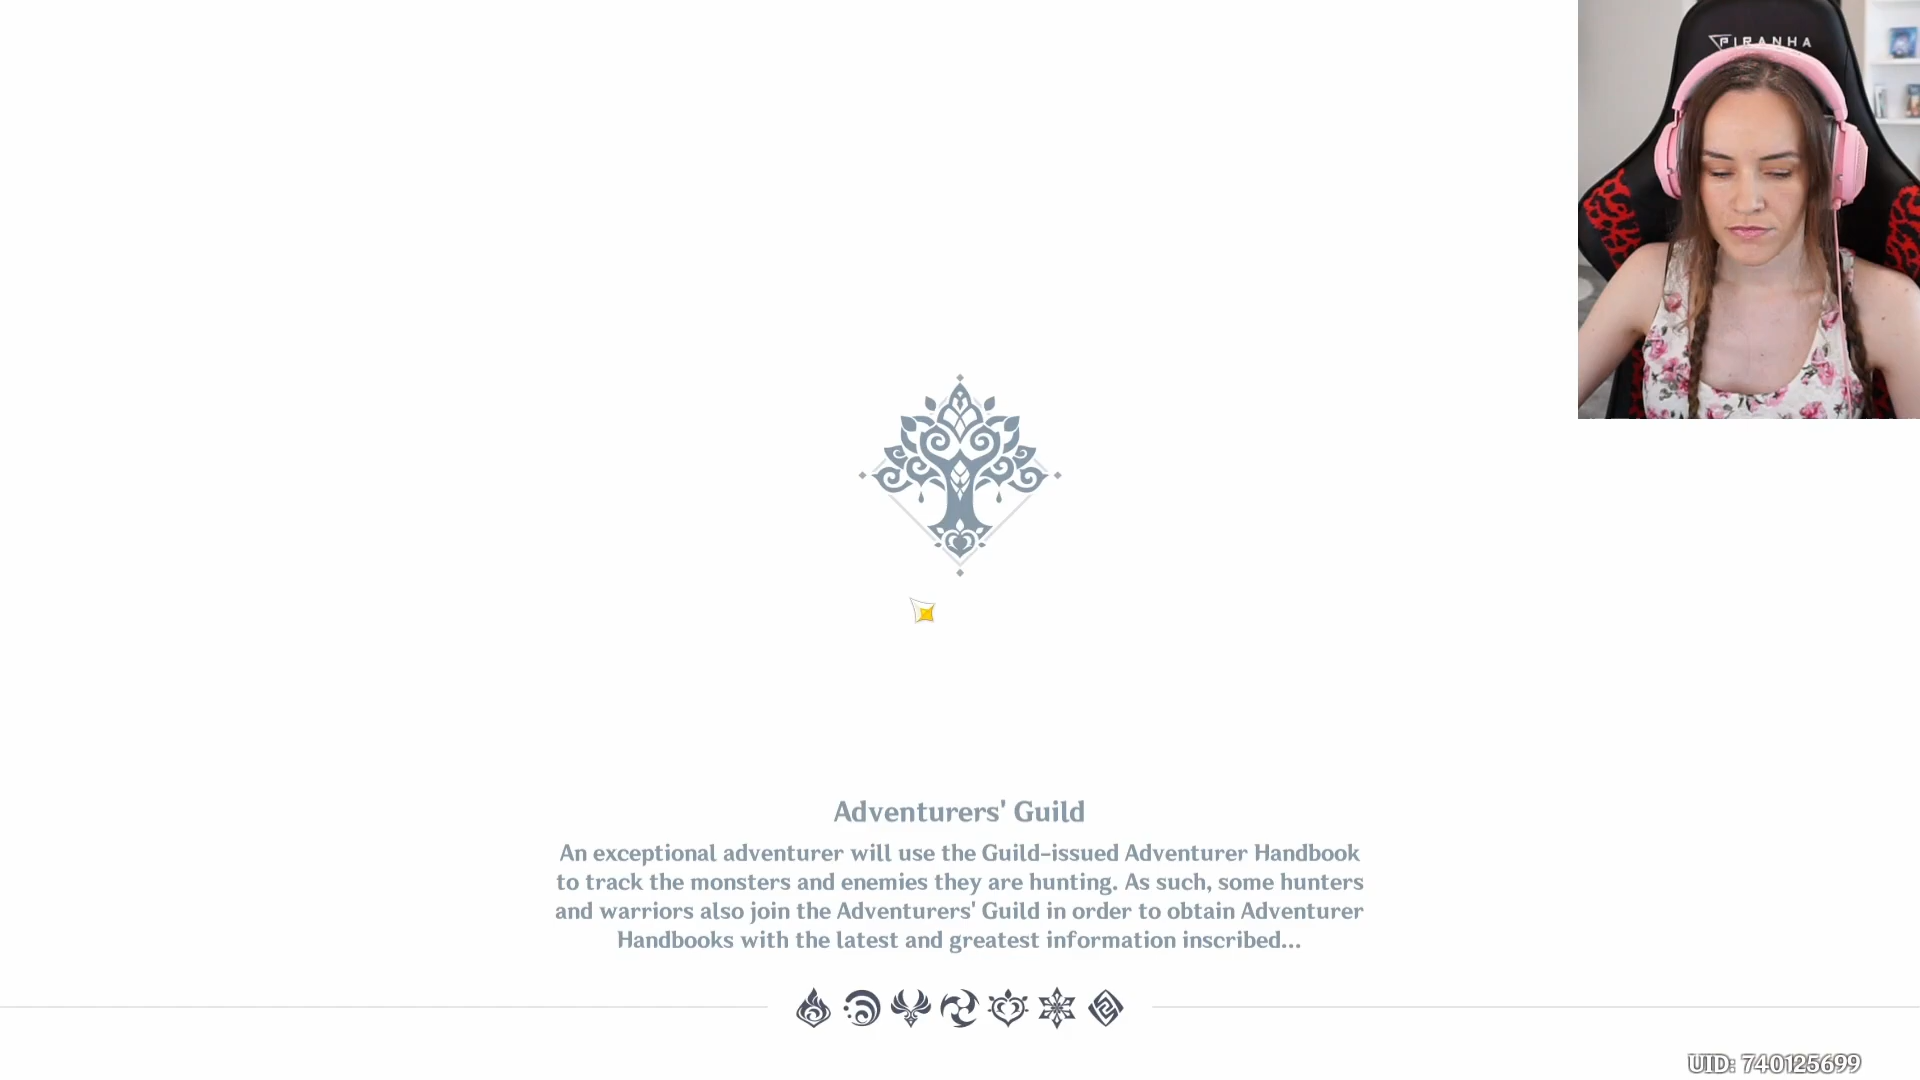 PIRANHA
Adventurers' Guild
An exceptional adventurer will use the Guild-issued Adventurer Handbook
to track the monsters and enemies they are hunting. As such, some hunters
and warriors also join the Adventurers' Guild in order to obtain Adventurer
Handbooks with the latest and greatest information inscribed...
UID: 740125699